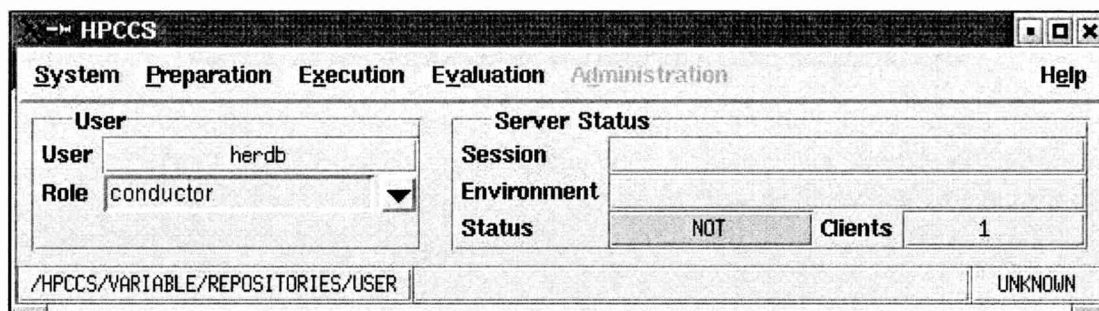 HPCCS
System Preparation Execution Evaluation Administration Help
User Server Status
User herdb Session
Role conductor Environment
Status NOT Clients 1
/HPCCS/VARIABLE/REPOSITORIES/USER UNKNOWN